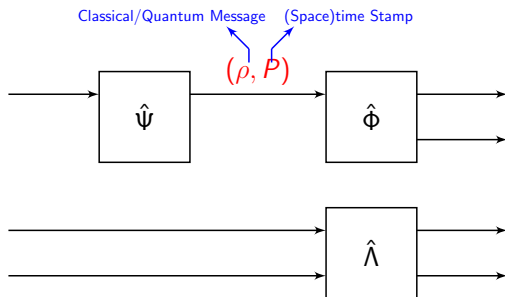 Classical/Quantum Message (Space)time Stamp
(ρ, P)
Ψ̂ Φ̂
Λ̂